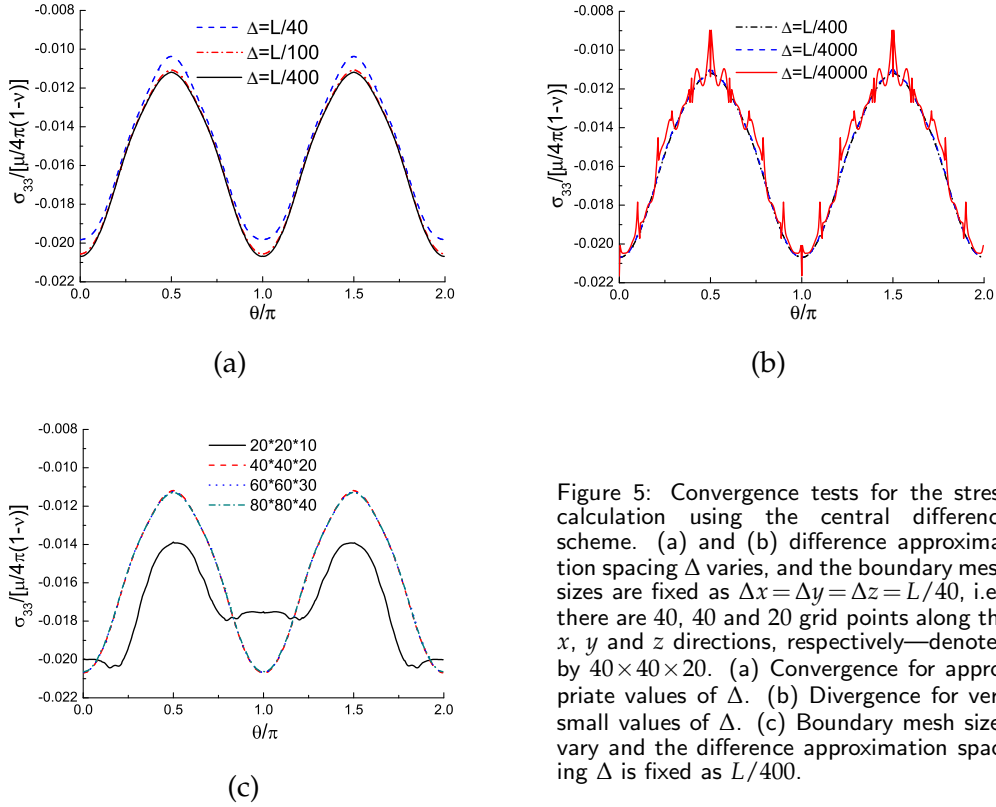 -0.008
-0.010
-0.012
-0.014
-0.016
-0.018
-0.020
-0.022
σ33/[μ/4π(1-ν)]
Δ=L/40
Δ=L/100
Δ=L/400
0.0 0.5 1.0 1.5 2.0
θ/π
(a)
-0.008
-0.010
-0.012
-0.014
-0.016
-0.018
-0.020
-0.022
σ33/[μ/4π(1-ν)]
Δ=L/400
Δ=L/4000
Δ=L/40000
0.0 0.5 1.0 1.5 2.0
θ/π
(b)
-0.008
-0.010
-0.012
-0.014
-0.016
-0.018
-0.020
-0.022
σ33/[μ/4π(1-ν)]
20*20*10
40*40*20
60*60*30
80*80*40
0.0 0.5 1.0 1.5 2.0
θ/π
(c)
Figure 5: Convergence tests for the stres
calculation using the central differenc
scheme. (a) and (b) difference approxima
tion spacing Δ varies, and the boundary mes
sizes are fixed as Δx=Δy=Δz=L/40, i.e
there are 40, 40 and 20 grid points along th
x, y and z directions, respectively—denote
by 40×40×20. (a) Convergence for appro
priate values of Δ. (b) Divergence for ver
small values of Δ. (c) Boundary mesh size
vary and the difference approximation spac
ing Δ is fixed as L/400.